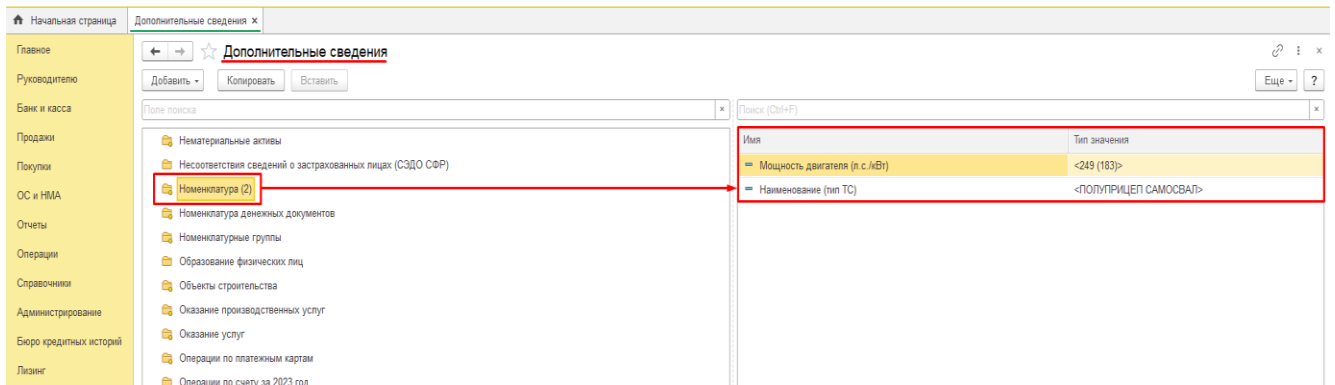 Начальная страница
Дополнительные сведения x
Главное
Руководителю
Банк и касса
Продажи
Покупки
ОС и НМА
Отчеты
Операции
Справочники
Администрирование
Бюро кредитных историй
Лизинг
Дополнительные сведения
Добавить
Копировать
Вставить
Еще
?
Поле поиска
x
Поиск (Ctrl+F)
x
Нематериальные активы
Несоответствия сведений о застрахованных лицах (СЭДО СФР)
Номенклатура (2)
Номенклатура денежных документов
Номенклатурные группы
Образование физических лиц
Объекты строительства
Оказание производственных услуг
Оказание услуг
Операции по платежным картам
Операции по счету за 2023 год
Имя Тип значения
Мощность двигателя (л.с./кВт) <249 (183)>
Наименование (тип ТС) <ПОЛУПРИЦЕП САМОСВАЛ>